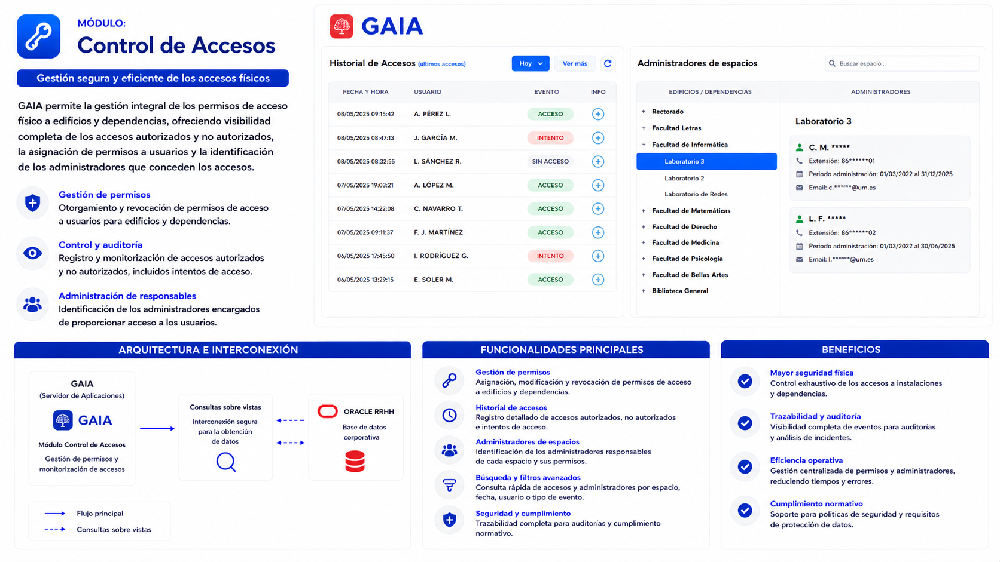 MÓDULO:
Control de Accesos
Gestión segura y eficiente de los accesos físicos
GAIA permite la gestión integral de los permisos de acceso
físico a edificios y dependencias, ofreciendo visibilidad
completa de los accesos autorizados y no autorizados,
la asignación de permisos a usuarios y la identificación
de los administradores que conceden los accesos.
Gestión de permisos
Otorgamiento y revocación de permisos de acceso
a usuarios para edificios y dependencias.
Control y auditoría
Registro y monitorización de accesos autorizados
y no autorizados, incluidos intentos de acceso.
Administración de responsables
Identificación de los administradores encargados
de proporcionar acceso a los usuarios.
GAIA
Historial de Accesos (últimos accesos)
Hoy
Ver más
FECHA Y HORA USUARIO EVENTO INFO
08/05/2025 09:15:42 A. PÉREZ L. ACCESO
08/05/2025 08:47:13 J. GARCÍA M. INTENTO
08/05/2025 08:32:55 L. SÁNCHEZ R. SIN ACCESO
07/05/2025 19:03:21 A. LÓPEZ M. ACCESO
07/05/2025 14:22:08 C. NAVARRO T. ACCESO
07/05/2025 09:11:37 F. J. MARTÍNEZ ACCESO
06/05/2025 17:45:50 I. RODRÍGUEZ G. INTENTO
06/05/2025 13:29:15 E. SOLER M. ACCESO
Administradores de espacios
Buscar espacio...
EDIFICIOS / DEPENDENCIAS
+ Rectorado
+ Facultad Letras
Facultad de Informática
Laboratorio 3
Laboratorio 2
Laboratorio de Redes
+ Facultad de Matemáticas
+ Facultad de Derecho
+ Facultad de Medicina
+ Facultad de Psicología
+ Facultad de Bellas Artes
+ Biblioteca General
ADMINISTRADORES
Laboratorio 3
C. M. *****
Extensión: 86******01
Periodo administración: 01/03/2022 al 31/12/2025
Email: c.******@um.es
L. F. *****
Extensión: 86******02
Periodo administración: 01/03/2022 al 30/06/2025
Email: l.******@um.es
ARQUITECTURA E INTERCONEXIÓN
GAIA
(Servidor de Aplicaciones)
GAIA
Módulo Control de Accesos
Gestión de permisos y
monitorización de accesos
Consultas sobre vistas
Interconexión segura
para la obtención
de datos
ORACLE RRHH
Base de datos
corporativa
Flujo principal
Consultas sobre vistas
FUNCIONALIDADES PRINCIPALES
Gestión de permisos
Asignación, modificación y revocación de permisos de acceso
a edificios y dependencias.
Historial de accesos
Registro detallado de accesos autorizados, no autorizados
e intentos de acceso.
Administradores de espacios
Identificación de los administradores responsables
de cada espacio y sus permisos.
Búsqueda y filtros avanzados
Consulta rápida de accesos y administradores por espacio,
fecha, usuario o tipo de evento.
Seguridad y cumplimiento
Trazabilidad completa para auditorías y cumplimiento
normativo.
BENEFICIOS
Mayor seguridad física
Control exhaustivo de los accesos a instalaciones
y dependencias.
Trazabilidad y auditoría
Visibilidad completa de eventos para auditorías
y análisis de incidentes.
Eficiencia operativa
Gestión centralizada de permisos y administradores,
reduciendo tiempos y errores.
Cumplimiento normativo
Soporte para políticas de seguridad y requisitos
de protección de datos.